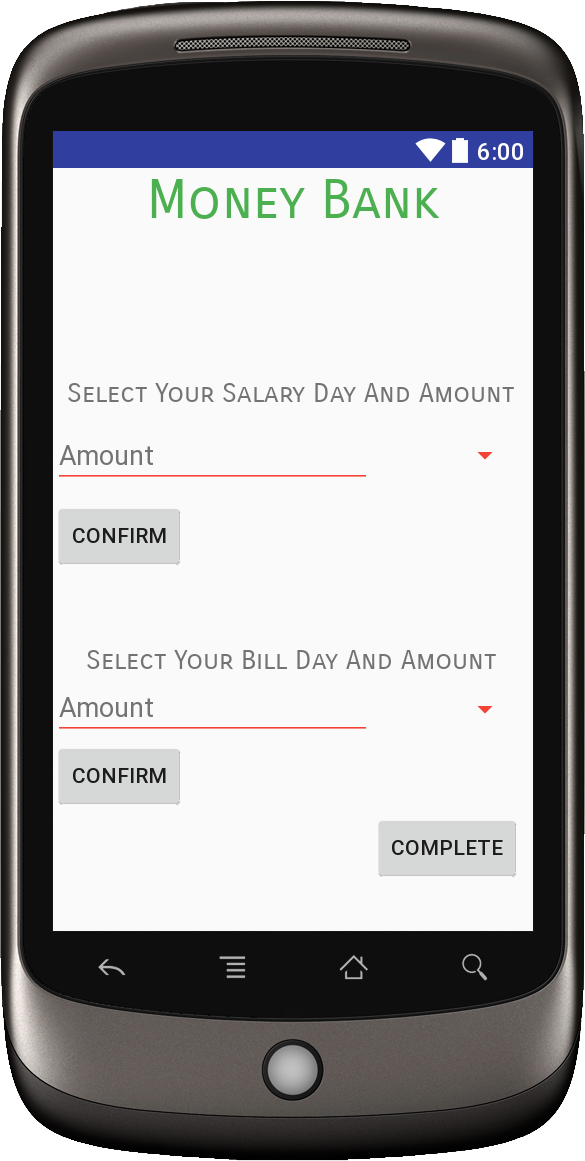 6:00
Money Bank
Select Your Salary Day And Amount
Amount
CONFIRM
Select Your Bill Day And Amount
Amount
CONFIRM
COMPLETE